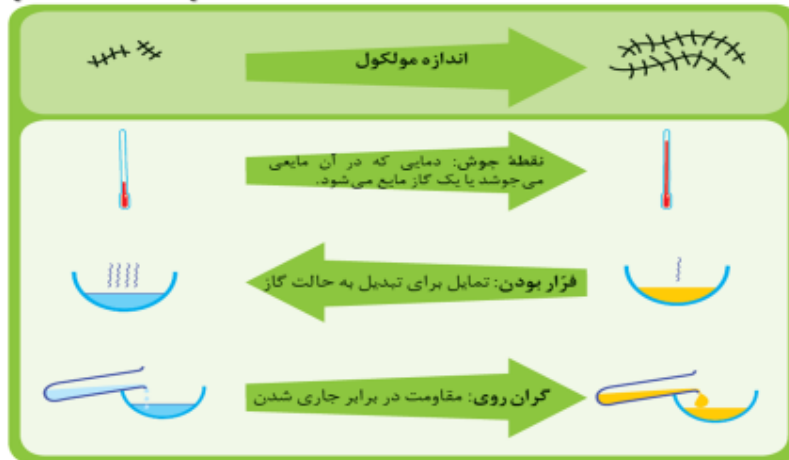 اندازه مولکول
نقطهٔ جوش: دمایی که در آن مایعی
می‌جوشد یا یک گاز مایع می‌شود.
فرّار بودن: تمایل برای تبدیل به حالت گاز
گران روی: مقاومت در برابر جاری شدن